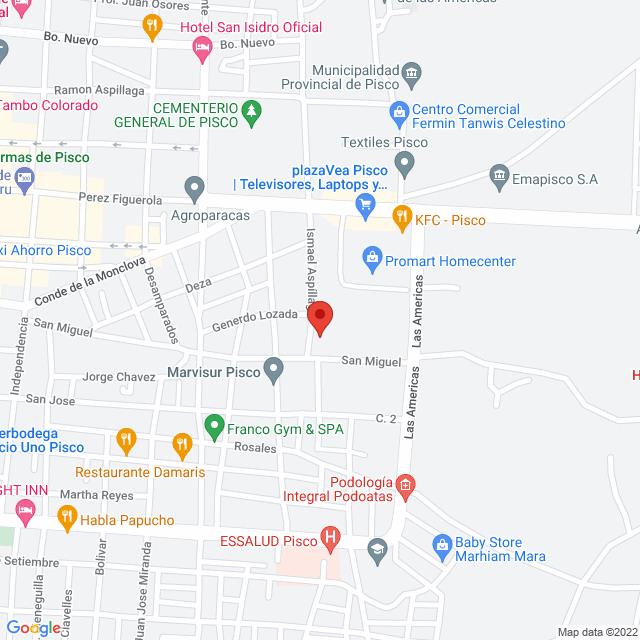 Prol. Juan Osores
de las Américas
Hotel San Isidro Oficial
Bo. Nuevo
Bo. Nuevo
Municipalidad
Provincial de Pisco
Ramon Aspillaga
Tambo Colorado
CEMENTERIO
GENERAL DE PISCO
Centro Comercial
Fermin Tanwis Celestino
Textiles Pisco
rmas de Pisco
plazaVea Pisco
| Televisores, Laptops y...
Emapisco S.A
de
ru
Perez Figuerola
Agroparacas
KFC - Pisco
Ismael Aspillag
xi Ahorro Pisco
Promart Homecenter
Conde de la Monclova
Deza
Desamparados
Las Americas
Generdo Lozada
San Miguel
San Miguel
Independencia
Marvisur Pisco
Jorge Chavez
Las Americas
H
San Jose
C. 2
Franco Gym & SPA
erbodega
cio Uno Pisco
Rosales
Restaurante Damaris
Podología
Integral Podoatas
GHT INN
Martha Reyes
Habla Papucho
ESSALUD Pisco
H
Baby Store
Marhiam Mara
e Setiembre
Bolivar
Juan Jose Miranda
Clavelles
eneguilla
Google
Map data ©2022